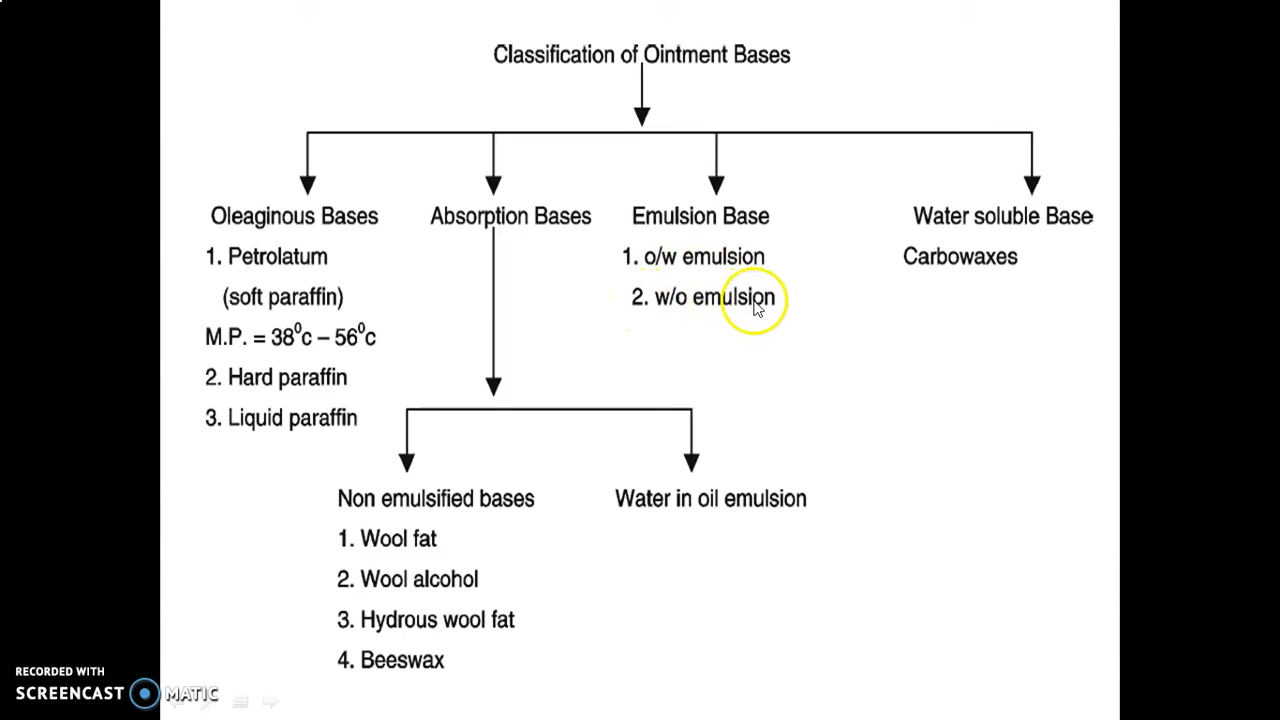 Classification of Ointment Bases
Oleaginous Bases
1. Petrolatum
(soft paraffin)
M.P. = 38⁰c – 56⁰c
2. Hard paraffin
3. Liquid paraffin
Absorption Bases
Non emulsified bases
1. Wool fat
2. Wool alcohol
3. Hydrous wool fat
4. Beeswax
Water in oil emulsion
Emulsion Base
1. o/w emulsion
2. w/o emulsion
Water soluble Base
Carbowaxes
RECORDED WITH
SCREENCAST MATIC